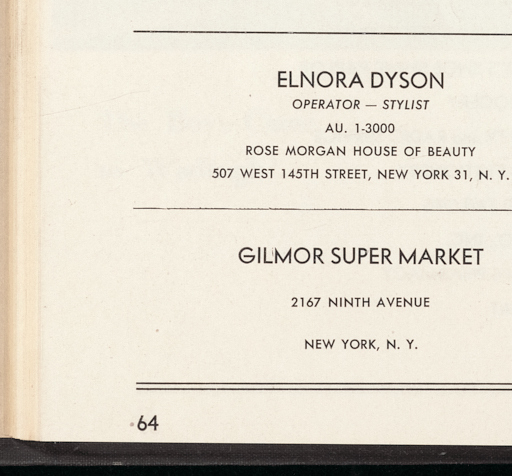 ELNORA DYSON
OPERATOR — STYLIST
AU. 1-3000
ROSE MORGAN HOUSE OF BEAUTY
507 WEST 145TH STREET, NEW YORK 31, N. Y.
GILMOR SUPER MARKET
2167 NINTH AVENUE
NEW YORK, N. Y.
64